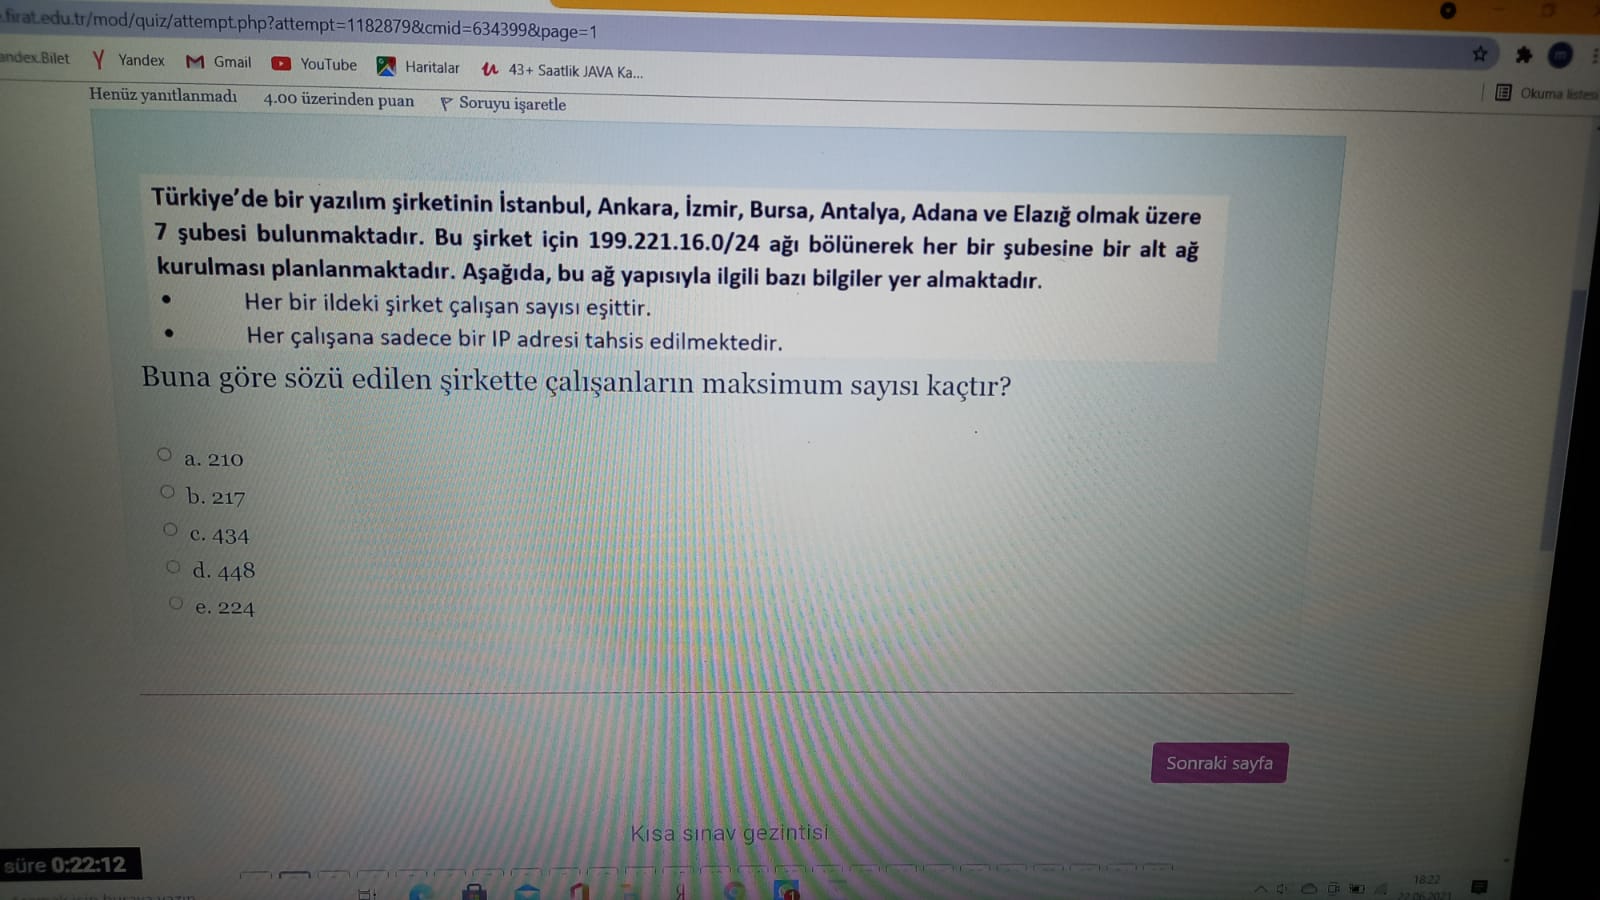 .firat.edu.tr/mod/quiz/attempt.php?attempt=1182879&cmid=634399&page=1
andex.Bilet Yandex Gmail YouTube Haritalar 43+ Saatlik JAVA Ka...
Okuma listesi
Henüz yanıtlanmadı 4.00 üzerinden puan Soruyu işaretle
Türkiye'de bir yazılım şirketinin İstanbul, Ankara, İzmir, Bursa, Antalya, Adana ve Elazığ olmak üzere
7 şubesi bulunmaktadır. Bu şirket için 199.221.16.0/24 ağı bölünerek her bir şubesine bir alt ağ
kurulması planlanmaktadır. Aşağıda, bu ağ yapısıyla ilgili bazı bilgiler yer almaktadır.
• Her bir ildeki şirket çalışan sayısı eşittir.
• Her çalışana sadece bir IP adresi tahsis edilmektedir.
Buna göre sözü edilen şirkette çalışanların maksimum sayısı kaçtır?
a. 210
b. 217
c. 434
d. 448
e. 224
Sonraki sayfa
Kısa sınav gezintisi
süre 0:22:12
18:22